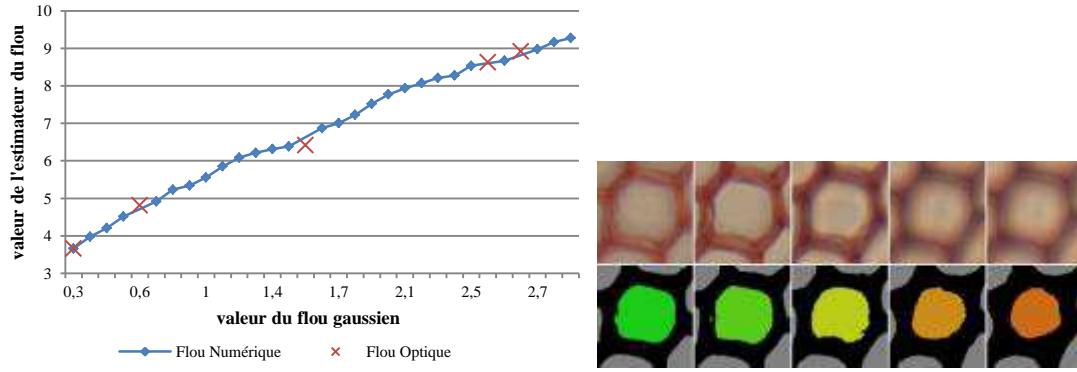 10
9
8
7
6
5
4
3
valeur de l'estimateur du flou
0,3 0,6 1 1,4 1,7 2,1 2,5 2,7
valeur du flou gaussien
Flou Numérique Flou Optique